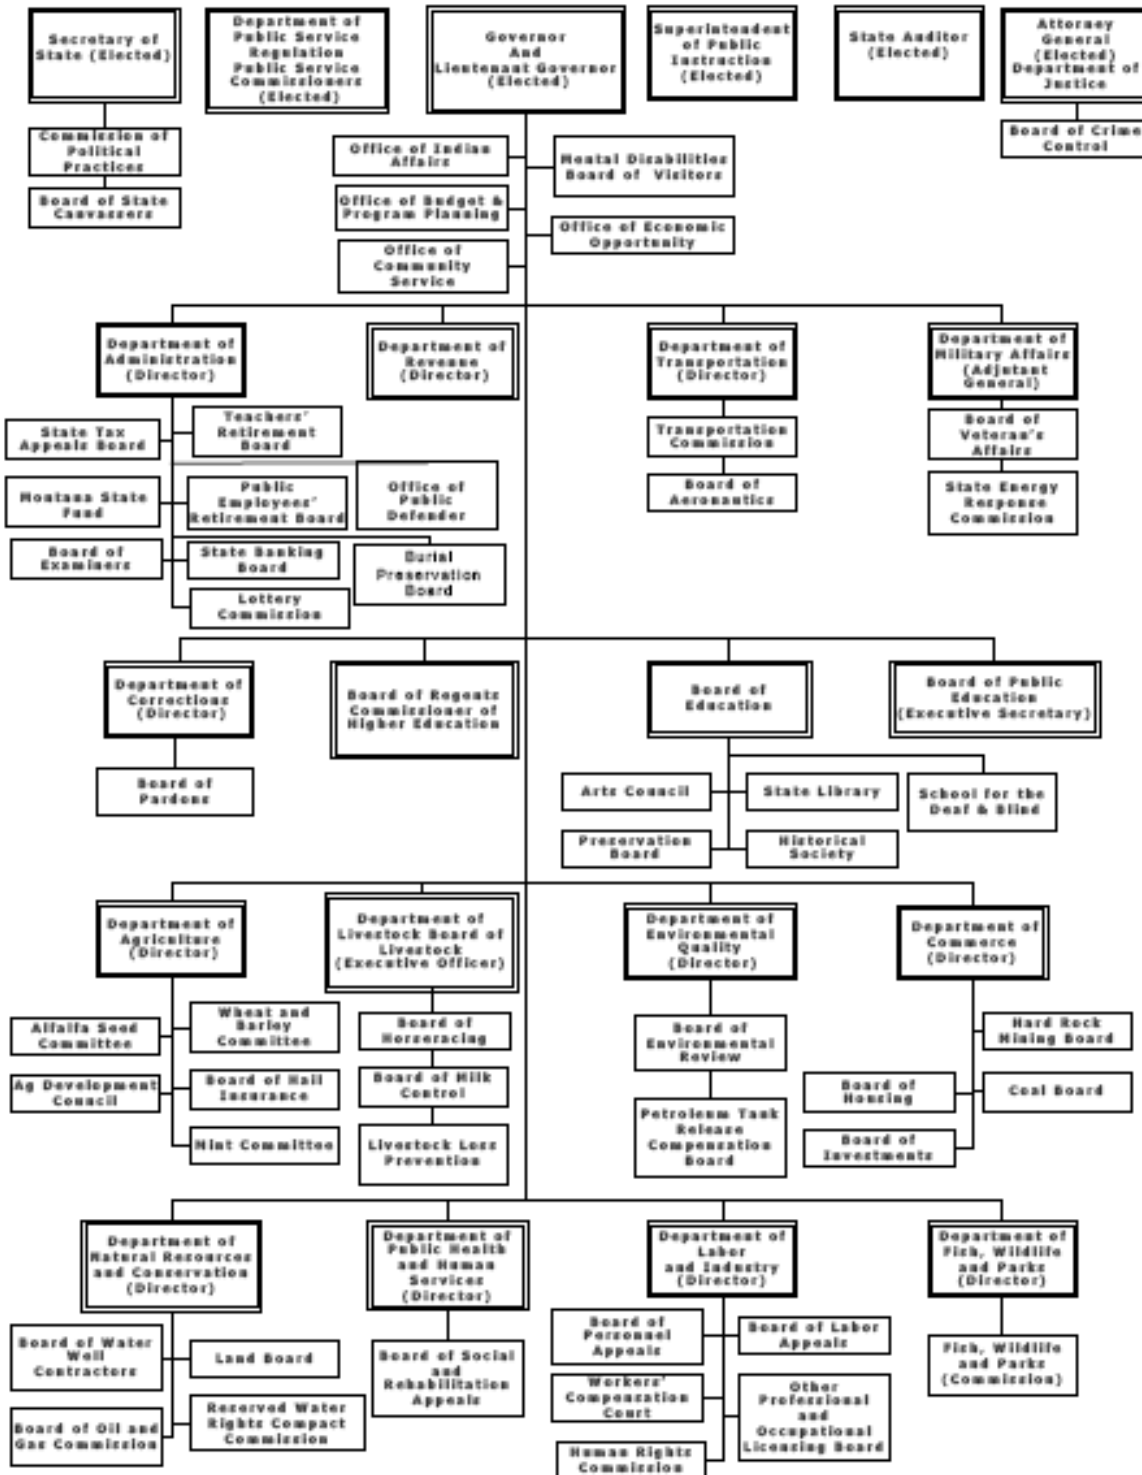 Secretary of
State (Elected)
Department of
Public Service
Regulation
Public Service
Commissioners
(Elected)
Governor
And
Lieutenant Governor
(Elected)
Superintendent
of Public
Instruction
(Elected)
State Auditor
(Elected)
Attorney
General
(Elected)
Department of
Justice
Commission of
Political
Practices
Board of State
Canvassers
Board of Crime
Control
Office of Indian
Affairs
Mental Disabilities
Board of Visitors
Office of Budget &
Program Planning
Office of Economic
Opportunity
Office of
Community
Service
Department of
Administration
(Director)
Department of
Revenue
(Director)
Department of
Transportation
(Director)
Department of
Military Affairs
(Adjutant
General)
State Tax
Appeals Board
Teachers'
Retirement
Board
Transportation
Commission
Board of
Veteran's
Affairs
Montana State
Fund
Public
Employees'
Retirement Board
Office of
Public
Defender
Board of
Aeronautics
State Energy
Response
Commission
Board of
Examiners
State Banking
Board
Burial
Preservation
Board
Lottery
Commission
Department of
Corrections
(Director)
Board of Regents
Commissioner of
Higher Education
Board of
Education
Board of Public
Education
(Executive Secretary)
Board of
Pardons
Arts Council
State Library
School for the
Deaf & Blind
Preservation
Board
Historical
Society
Department of
Agriculture
(Director)
Department of
Livestock Board of
Livestock
(Executive Officer)
Department of
Environmental
Quality
(Director)
Department of
Commerce
(Director)
Alfalfa Seed
Committee
Wheat and
Barley
Committee
Board of
Horseracing
Board of
Environmental
Review
Hard Rock
Mining Board
Ag Development
Council
Board of Hail
Insurance
Board of Milk
Control
Board of
Housing
Coal Board
Mint Committee
Livestock Loss
Prevention
Petroleum Tank
Release
Compensation
Board
Board of
Investments
Department of
Natural Resources
and Conservation
(Director)
Department of
Public Health
and Human
Services
(Director)
Department of
Labor
and Industry
(Director)
Department of
Fish, Wildlife
and Parks
(Director)
Board of Water
Well
Contractors
Land Board
Board of Social
and
Rehabilitation
Appeals
Board of
Personnel
Appeals
Board of Labor
Appeals
Fish, Wildlife
and Parks
(Commission)
Board of Oil and
Gas Commission
Reserved Water
Rights Compact
Commission
Workers'
Compensation
Court
Other
Professional
and
Occupational
Licensing Board
Human Rights
Commission